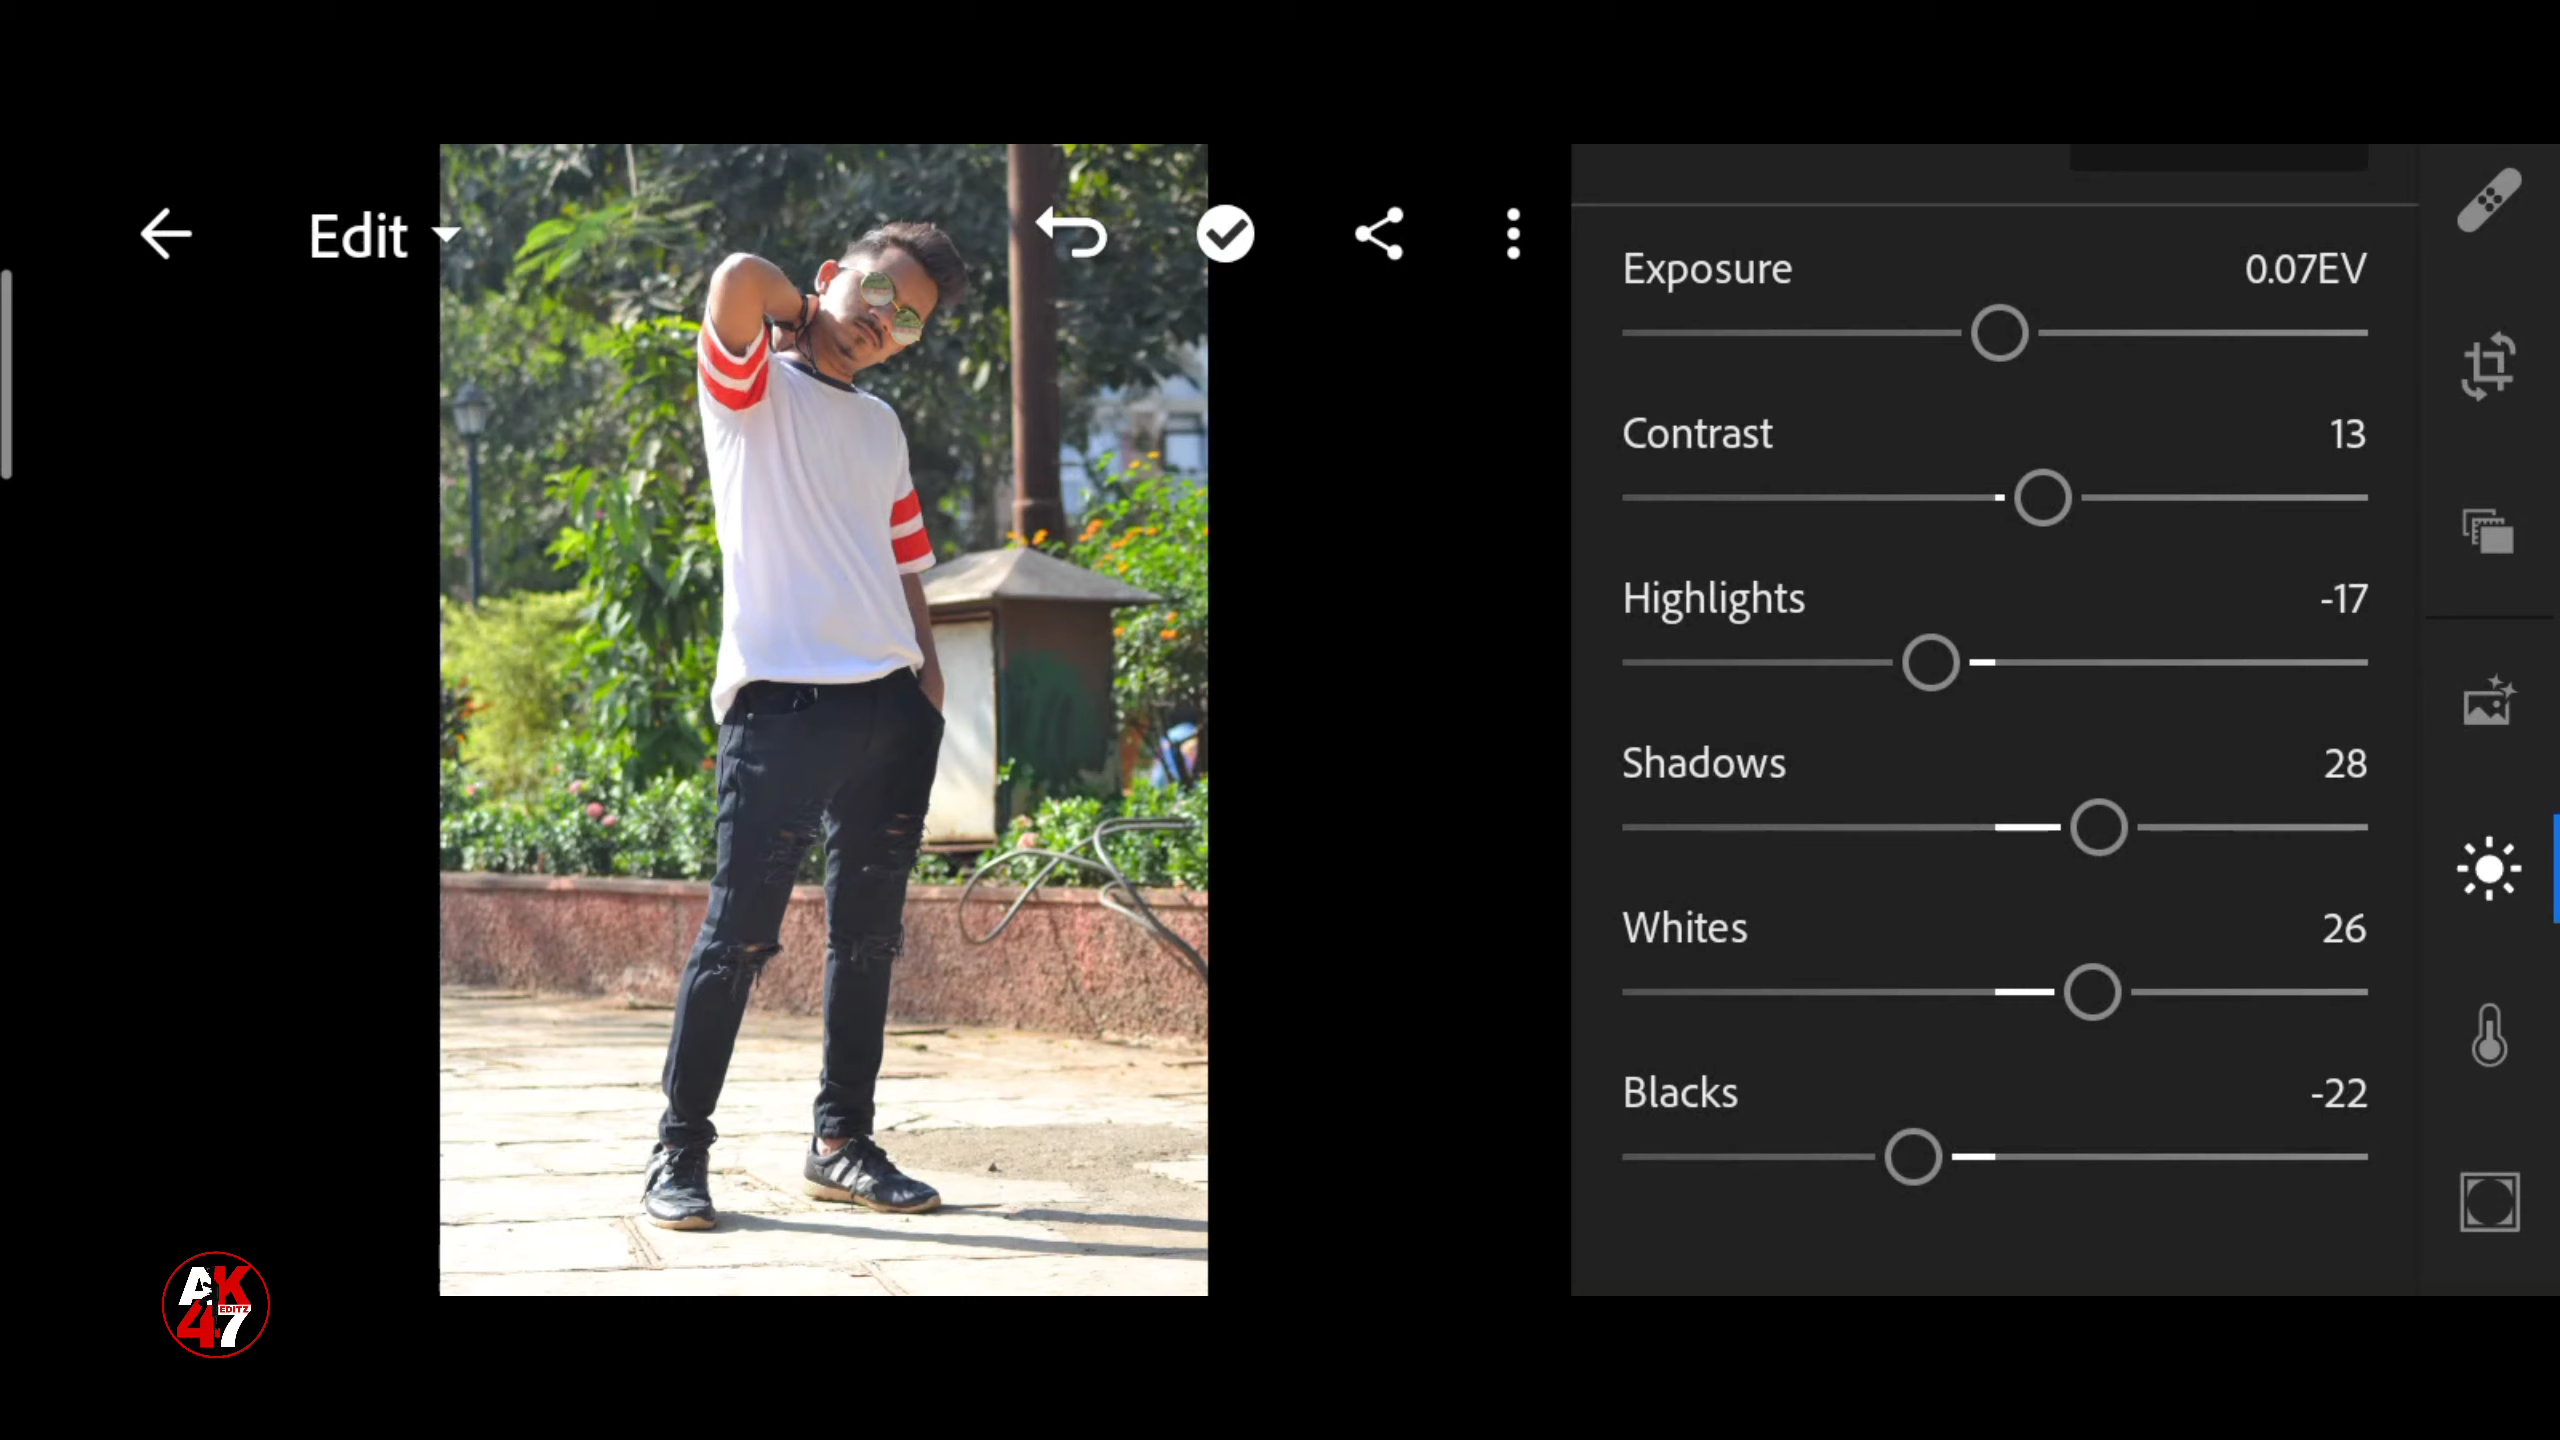 Edit
Exposure 0.07EV
Contrast 13
Highlights -17
Shadows 28
Whites 26
Blacks -22
AK
EDITZ
47